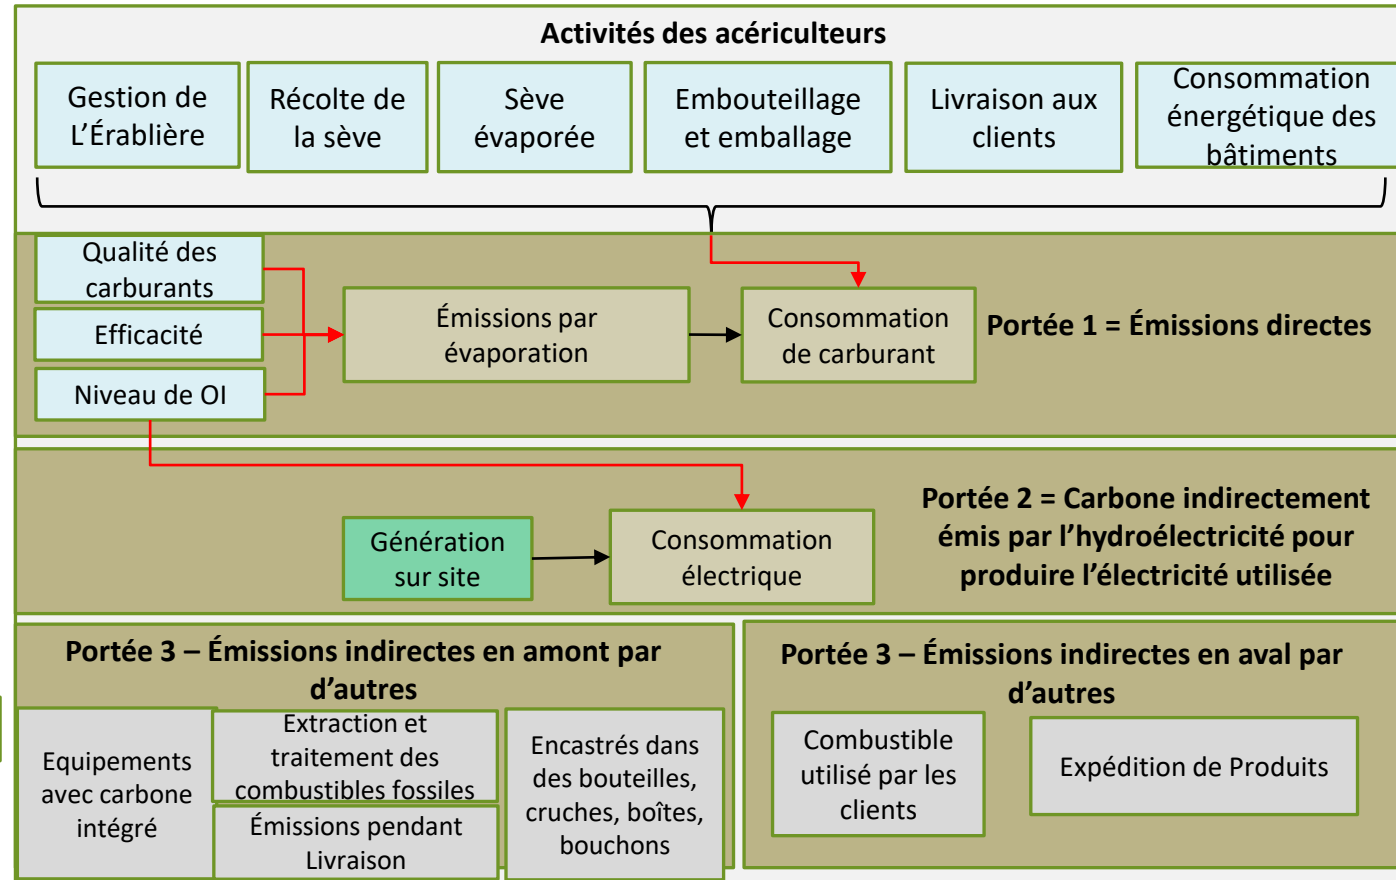 Activités des acériculteurs
Gestion de
L'Érablière
Récolte de
la sève
Sève
évaporée
Embouteillage
et emballage
Livraison aux
clients
Consommation
énergétique des
bâtiments
Qualité des
carburants
Efficacité
Niveau de OI
Émissions par
évaporation
Consommation
de carburant
Portée 1 = Émissions directes
Génération
sur site
Consommation
électrique
Portée 2 = Carbone indirectement
émis par l'hydroélectricité pour
produire l'électricité utilisée
Portée 3 – Émissions indirectes en amont par
d'autres
Equipements
avec carbone
intégré
Extraction et
traitement des
combustibles fossiles
Émissions pendant
Livraison
Encastrés dans
des bouteilles,
cruches, boîtes,
bouchons
Portée 3 – Émissions indirectes en aval par
d'autres
Combustible
utilisé par les
clients
Expédition de Produits